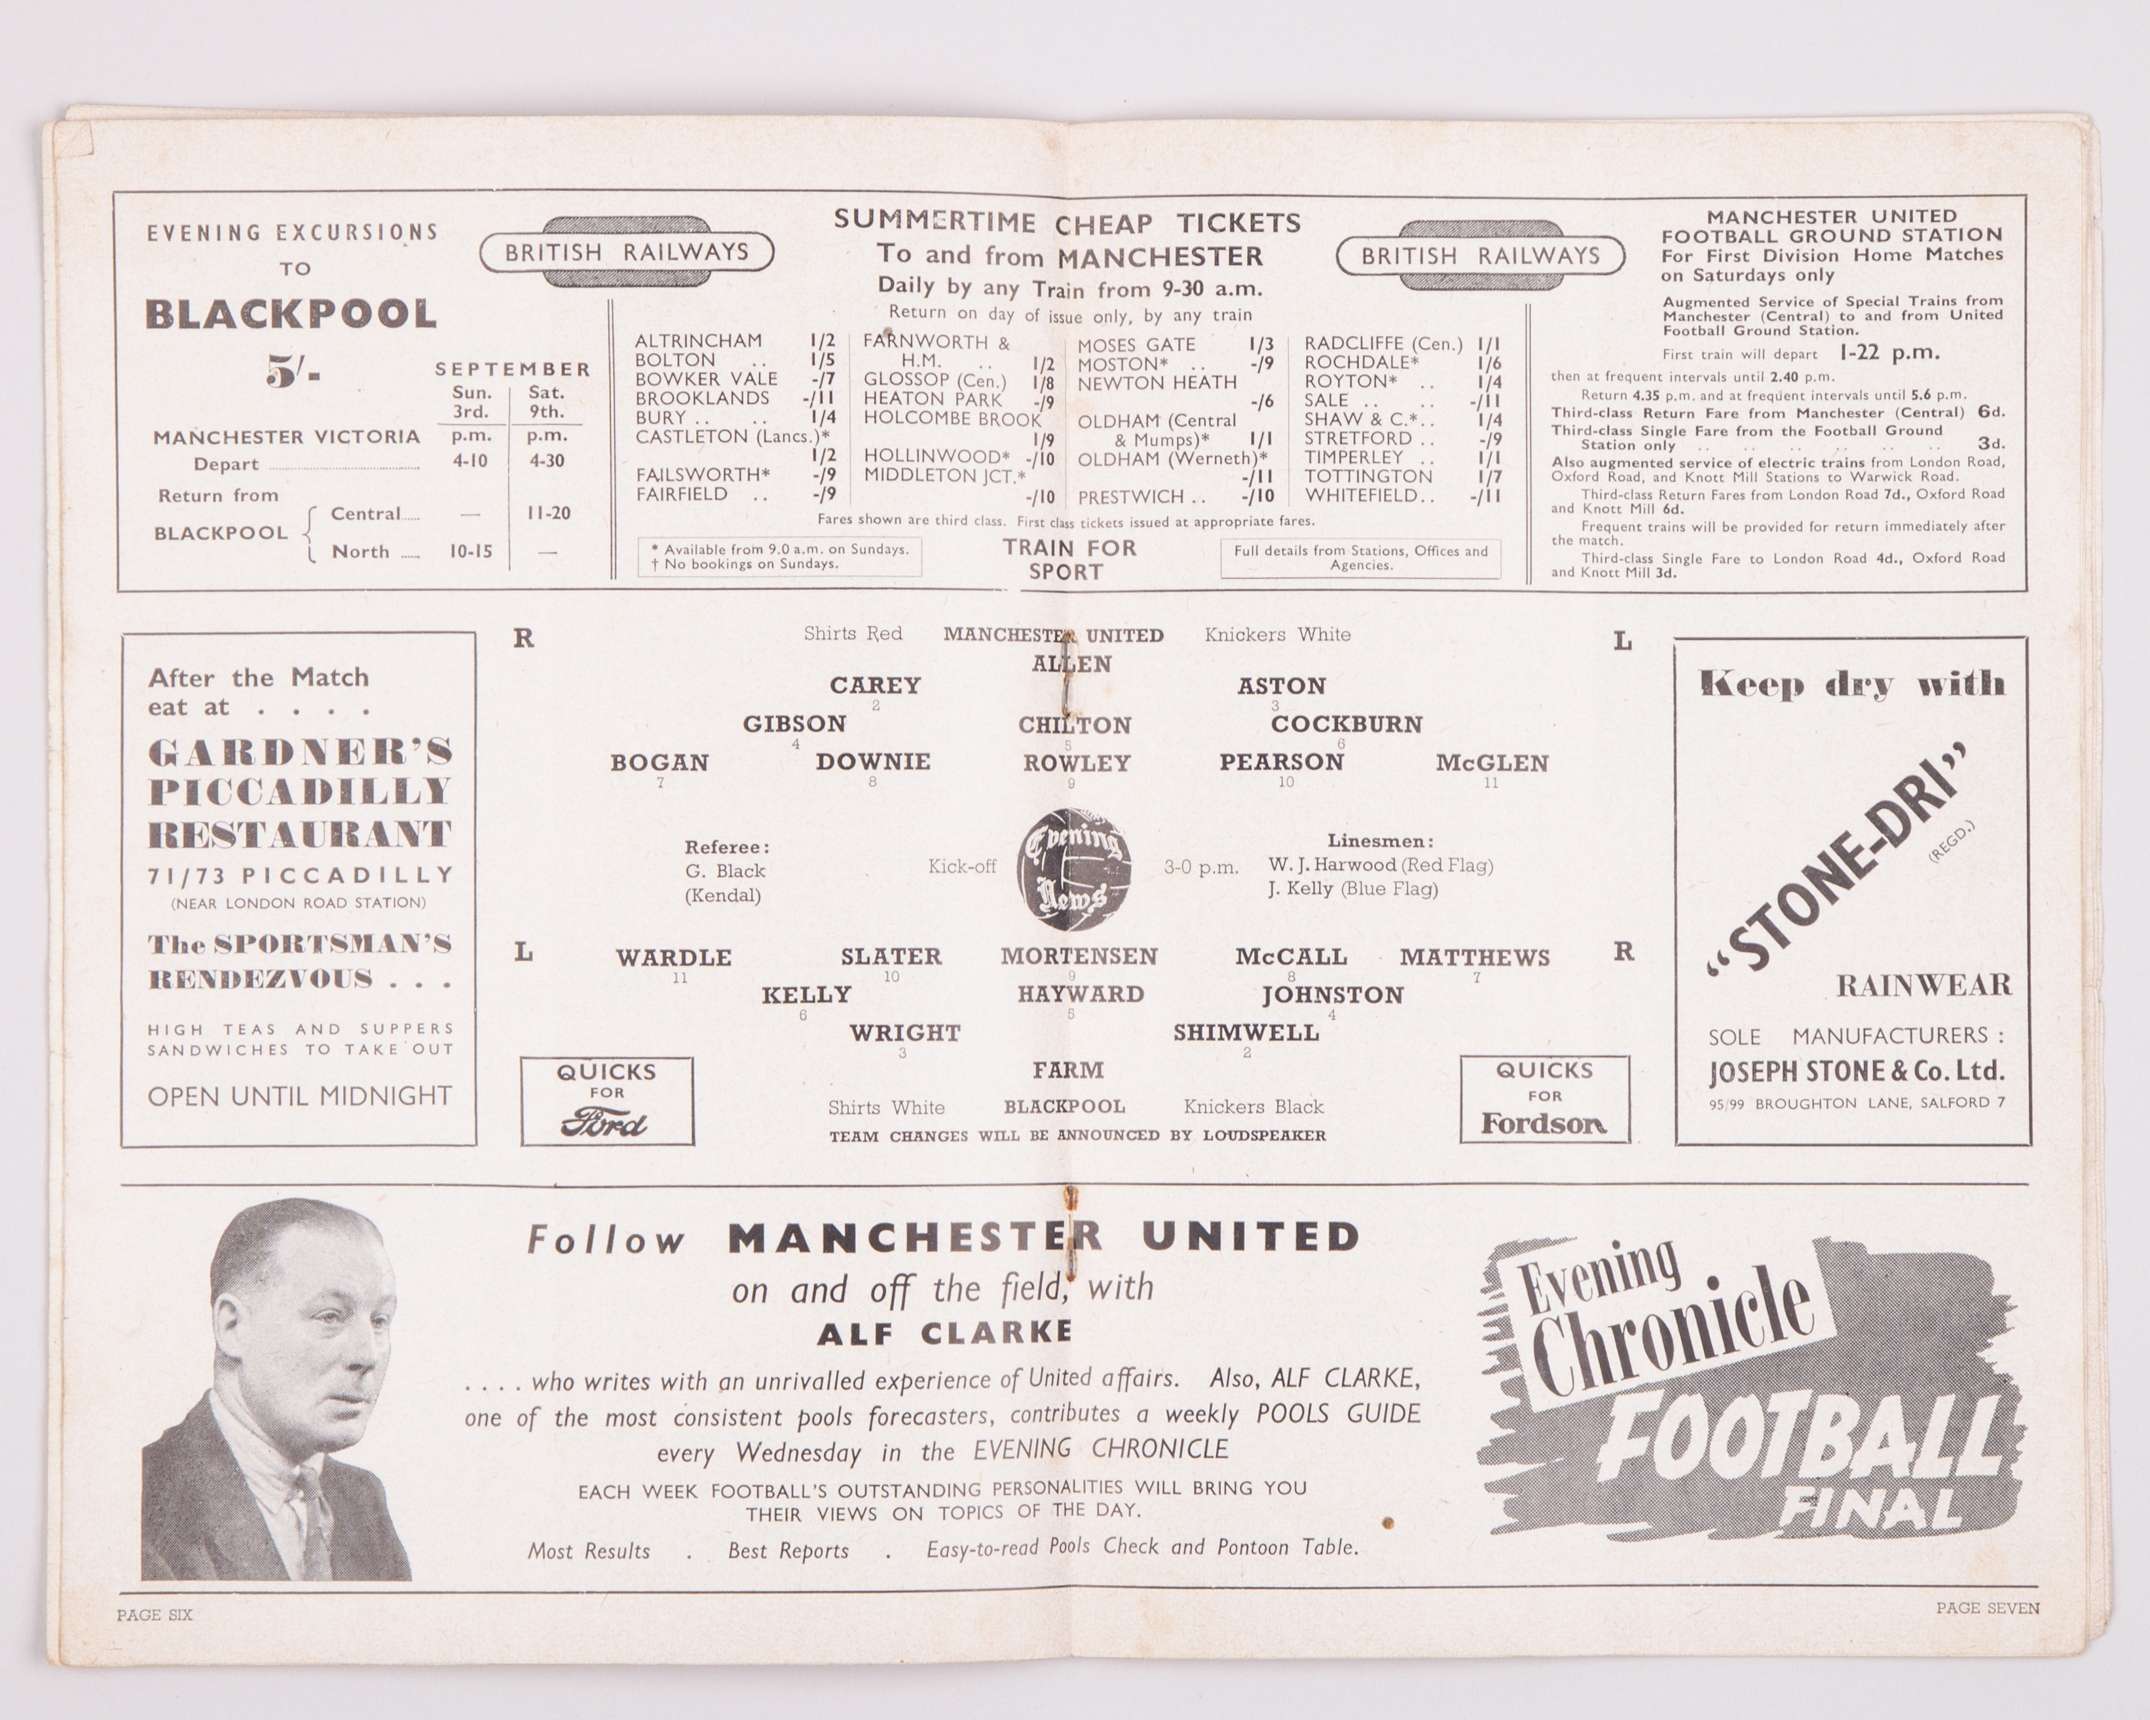 EVENING EXCURSIONS
TO
BLACKPOOL
5/-
SEPTEMBER
Sun. Sat.
3rd. 9th.
MANCHESTER VICTORIA p.m. p.m.
Depart 4-10 4-30
Return from
BLACKPOOL
Central — 11-20
North 10-15 —
BRITISH RAILWAYS
SUMMERTIME CHEAP TICKETS
To and from MANCHESTER
Daily by any Train from 9-30 a.m.
Return on day of issue only, by any train
BRITISH RAILWAYS
ALTRINCHAM 1/2
BOLTON .. 1/5
BOWKER VALE -/7
BROOKLANDS -/11
BURY .. .. 1/4
CASTLETON (Lancs.)*
1/2
FAILSWORTH* -/9
FAIRFIELD .. -/9
FARNWORTH &
H.M. .. 1/2
GLOSSOP (Cen.) 1/8
HEATON PARK -/9
HOLCOMBE BROOK
1/9
HOLLINWOOD* -/10
MIDDLETON JCT.*
-/10
MOSES GATE 1/3
MOSTON* .. -/9
NEWTON HEATH
-/6
OLDHAM (Central
& Mumps)* 1/1
OLDHAM (Werneth)*
-/11
PRESTWICH .. -/10
RADCLIFFE (Cen.) 1/1
ROCHDALE* 1/6
ROYTON* .. 1/4
SALE .. .. -/11
SHAW & C.*.. 1/4
STRETFORD .. -/9
TIMPERLEY .. 1/1
TOTTINGTON 1/7
WHITEFIELD.. -/11
Fares shown are third class. First class tickets issued at appropriate fares.
* Available from 9.0 a.m. on Sundays.
† No bookings on Sundays.
TRAIN FOR
SPORT
Full details from Stations, Offices and
Agencies.
MANCHESTER UNITED
FOOTBALL GROUND STATION
For First Division Home Matches
on Saturdays only
Augmented Service of Special Trains from
Manchester (Central) to and from United
Football Ground Station.
First train will depart 1-22 p.m.
then at frequent intervals until 2.40 p.m.
Return 4.35 p.m. and at frequent intervals until 5.6 p.m.
Third-class Return Fare from Manchester (Central) 6d.
Third-class Single Fare from the Football Ground
Station only .. .. .. .. .. .. 3d.
Also augmented service of electric trains from London Road,
Oxford Road, and Knott Mill Stations to Warwick Road.
Third-class Return Fares from London Road 7d., Oxford Road
and Knott Mill 6d.
Frequent trains will be provided for return immediately after
the match.
Third-class Single Fare to London Road 4d., Oxford Road
and Knott Mill 3d.
After the Match
eat at . . . .
GARDNER'S
PICCADILLY
RESTAURANT
71/73 PICCADILLY
(NEAR LONDON ROAD STATION)
The SPORTSMAN'S
RENDEZVOUS . . .
HIGH TEAS AND SUPPERS
SANDWICHES TO TAKE OUT
OPEN UNTIL MIDNIGHT
R Shirts Red MANCHESTER UNITED Knickers White L
ALLEN
CAREY ASTON
2 3
GIBSON CHILTON COCKBURN
4 5 6
BOGAN DOWNIE ROWLEY PEARSON McGLEN
7 8 9 10 11
Referee:
G. Black
(Kendal)
Kick-off
Evening
News
3-0 p.m.
Linesmen:
W. J. Harwood (Red Flag)
J. Kelly (Blue Flag)
L WARDLE SLATER MORTENSEN McCALL MATTHEWS R
11 10 9 8 7
KELLY HAYWARD JOHNSTON
6 5 4
WRIGHT SHIMWELL
3 2
FARM
Shirts White BLACKPOOL Knickers Black
TEAM CHANGES WILL BE ANNOUNCED BY LOUDSPEAKER
QUICKS
FOR
Ford
QUICKS
FOR
Fordson
Keep dry with
"STONE-DRI"
(REGD.)
RAINWEAR
SOLE MANUFACTURERS :
JOSEPH STONE & Co. Ltd.
95/99 BROUGHTON LANE, SALFORD 7
Follow MANCHESTER UNITED
on and off the field, with
ALF CLARKE
. . . . who writes with an unrivalled experience of United affairs. Also, ALF CLARKE,
one of the most consistent pools forecasters, contributes a weekly POOLS GUIDE
every Wednesday in the EVENING CHRONICLE
EACH WEEK FOOTBALL'S OUTSTANDING PERSONALITIES WILL BRING YOU
THEIR VIEWS ON TOPICS OF THE DAY.
Most Results . Best Reports . Easy-to-read Pools Check and Pontoon Table.
Evening
Chronicle
FOOTBALL
FINAL
PAGE SIX
PAGE SEVEN